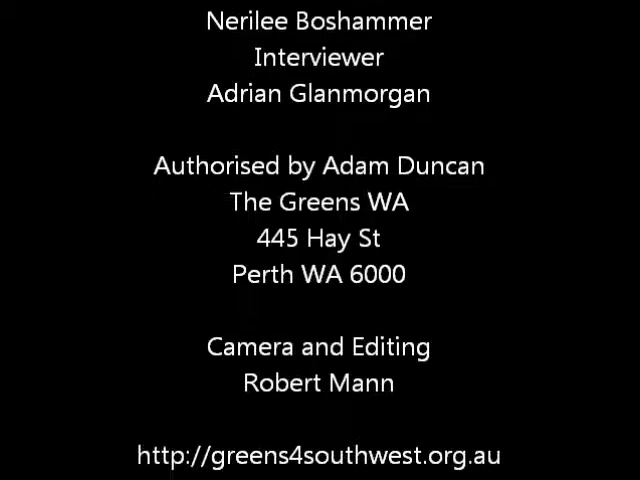 Nerilee Boshammer
Interviewer
Adrian Glanmorgan
Authorised by Adam Duncan
The Greens WA
445 Hay St
Perth WA 6000
Camera and Editing
Robert Mann
http://greens4southwest.org.au